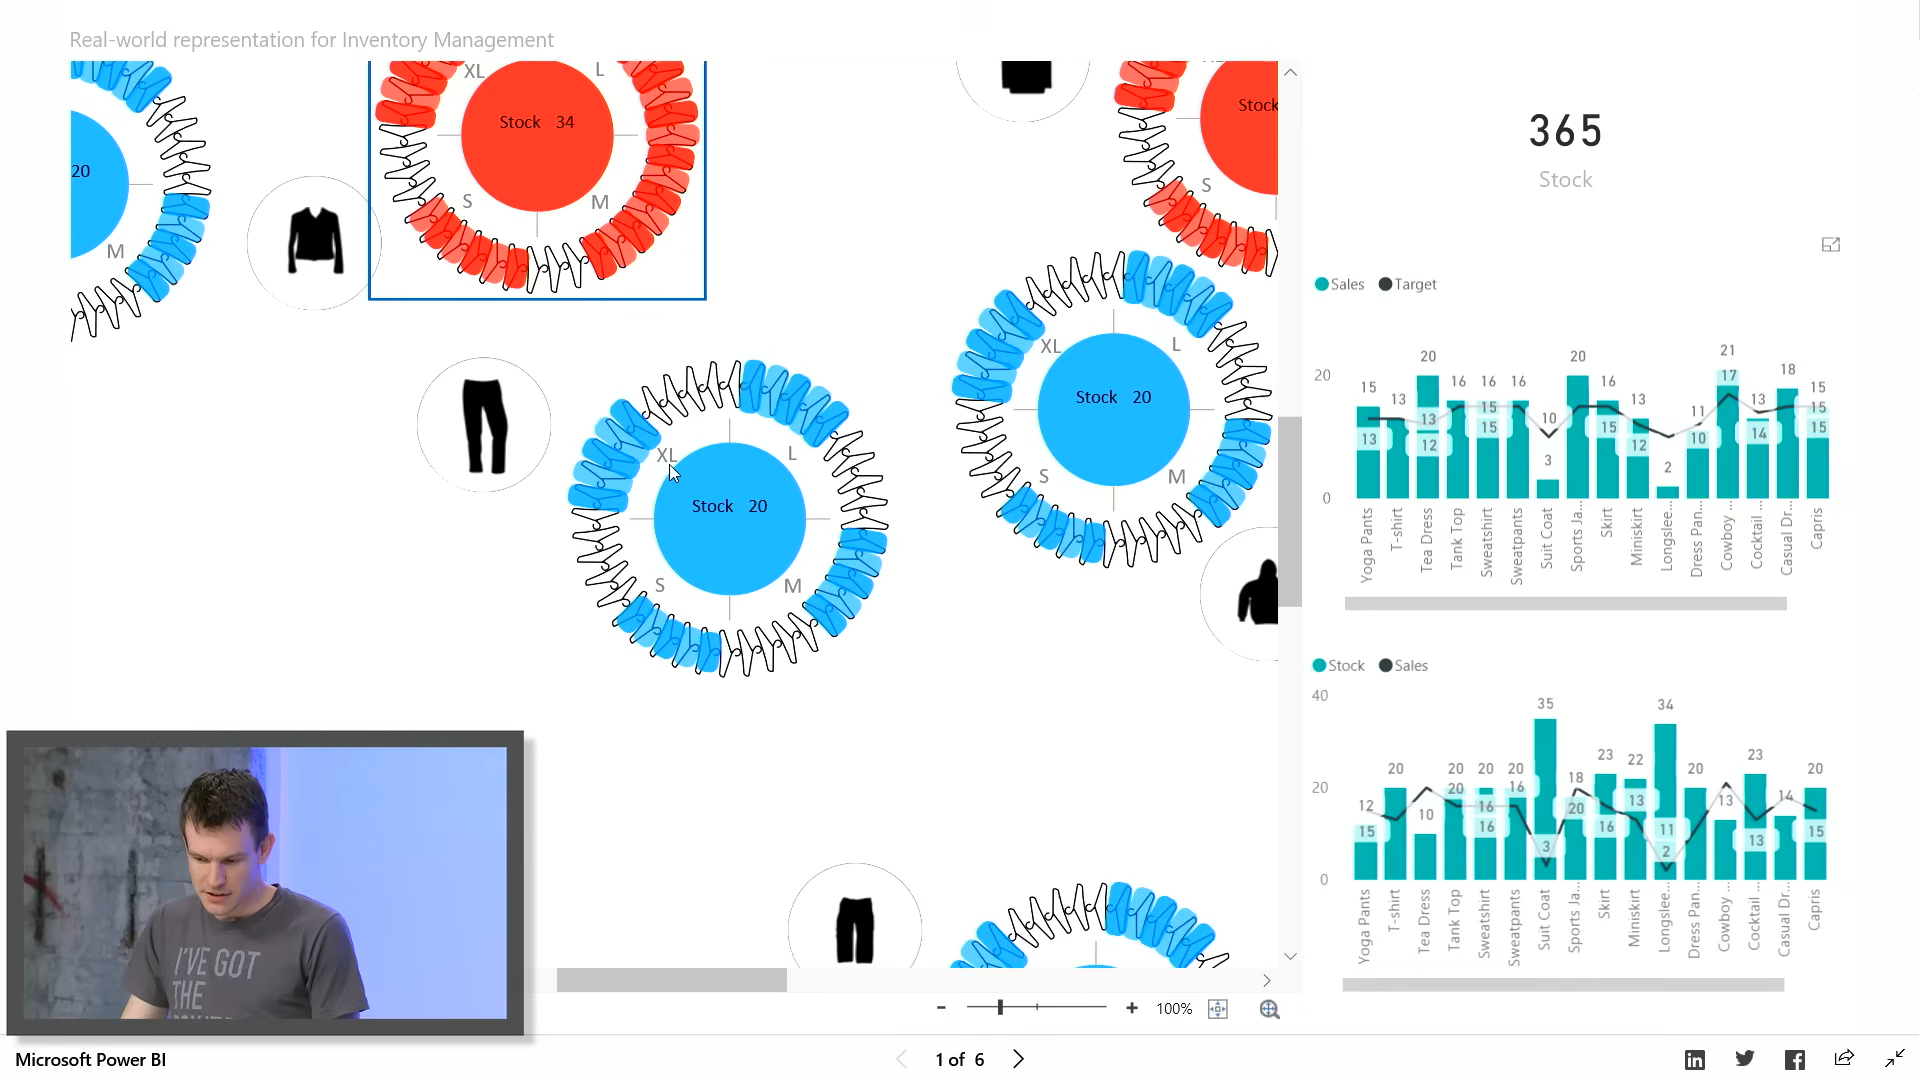 Real-world representation for Inventory Management
XL
L
Stock 34
S
M
20
M
Stock
S
365
Stock
XL
L
Stock 20
S
M
XL
L
Stock 20
S
M
Sales Target
20
0
15 13 20 16 16 16 10 20 16 13 11 21 13 18 15
13 13 12 15 15 3 15 12 2 10 17 14 15 15
Yoga Pants
T-shirt
Tea Dress
Tank Top
Sweatshirt
Sweatpants
Suit Coat
Sports Ja...
Skirt
Miniskirt
Longslee...
Dress Pan...
Cowboy ...
Cocktail ...
Casual Dr...
Capris
Stock Sales
40
20
0
12 20 10 20 20 20 35 18 23 22 34 20 13 23 14 20
15 20 16 16 16 3 20 16 13 11 2 13 15
Yoga Pants
T-shirt
Tea Dress
Tank Top
Sweatshirt
Sweatpants
Suit Coat
Sports Ja...
Skirt
Miniskirt
Longslee...
Dress Pan...
Cowboy ...
Cocktail ...
Casual Dr...
Capris
I'VE GOT
THE
100%
Microsoft Power BI
1 of 6